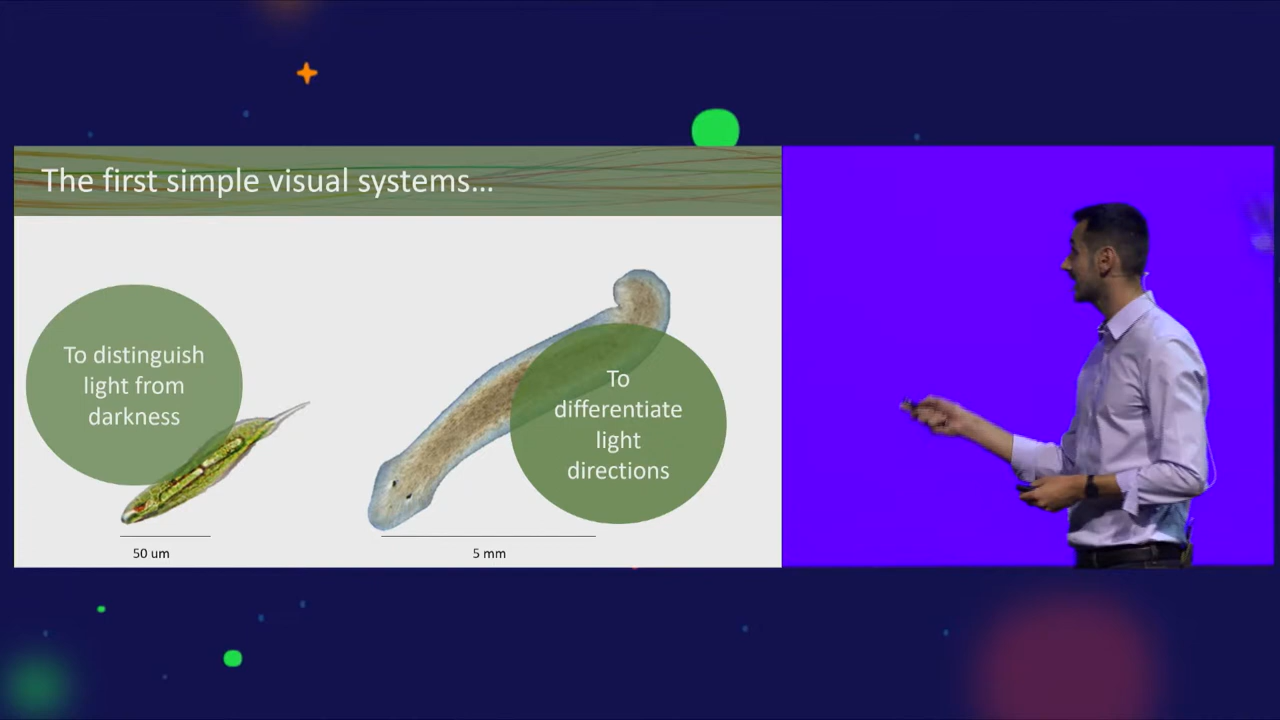 The first simple visual systems...
To distinguish
light from
darkness
To
differentiate
light
directions
50 um
5 mm